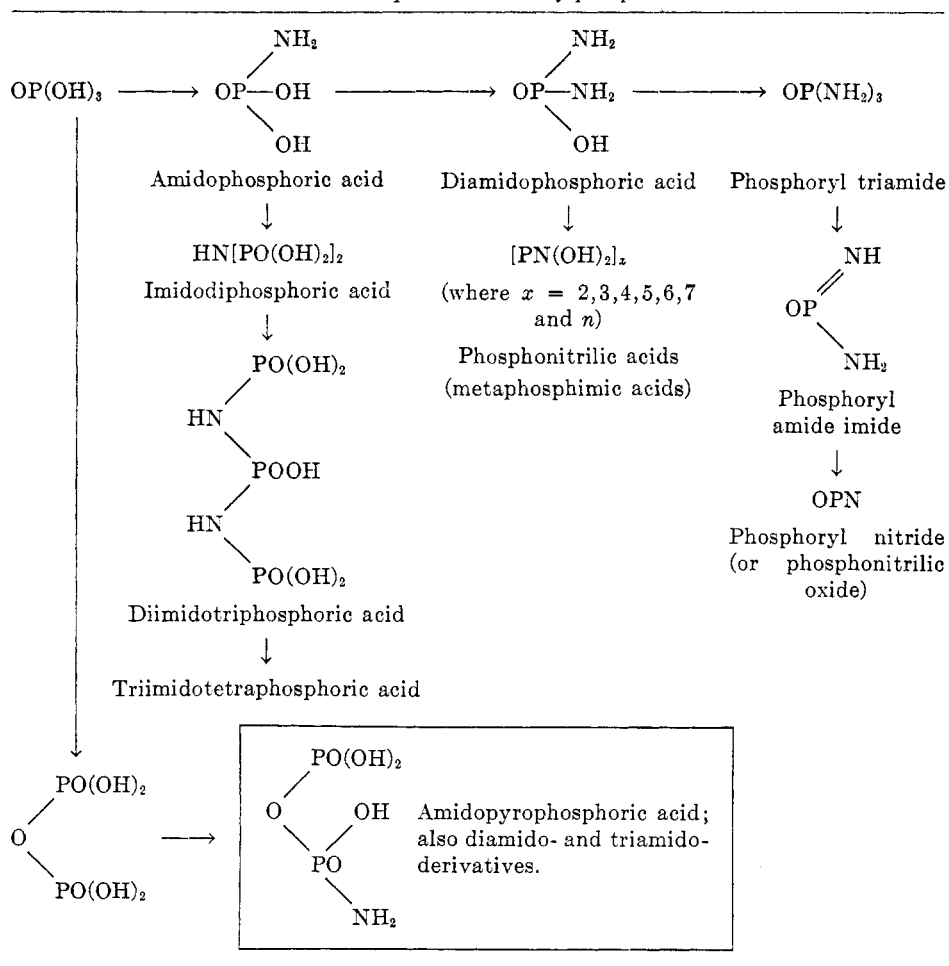 NH₂ NH₂
OP(OH)₃ → OP—OH → OP—NH₂ → OP(NH₂)₃
OH OH
Amidophosphoric acid Diamidophosphoric acid Phosphoryl triamide
↓ ↓ ↓
HN[PO(OH)₂]₂ [PN(OH)₂]ₓ NH
Imidodiphosphoric acid (where x = 2,3,4,5,6,7
and n)
OP
PO(OH)₂ Phosphonitrilic acids NH₂
(metaphosphimic acids)
HN Phosphoryl
amide imide
POOH ↓
OPN
HN Phosphoryl nitride
(or phosphonitrilic
PO(OH)₂ oxide)
Diimidotriphosphoric acid
↓
Triimidotetraphosphoric acid
PO(OH)₂
PO(OH)₂ OH Amidopyrophosphoric acid;
O → O also diamido- and triamido-
PO derivatives.
PO(OH)₂ NH₂